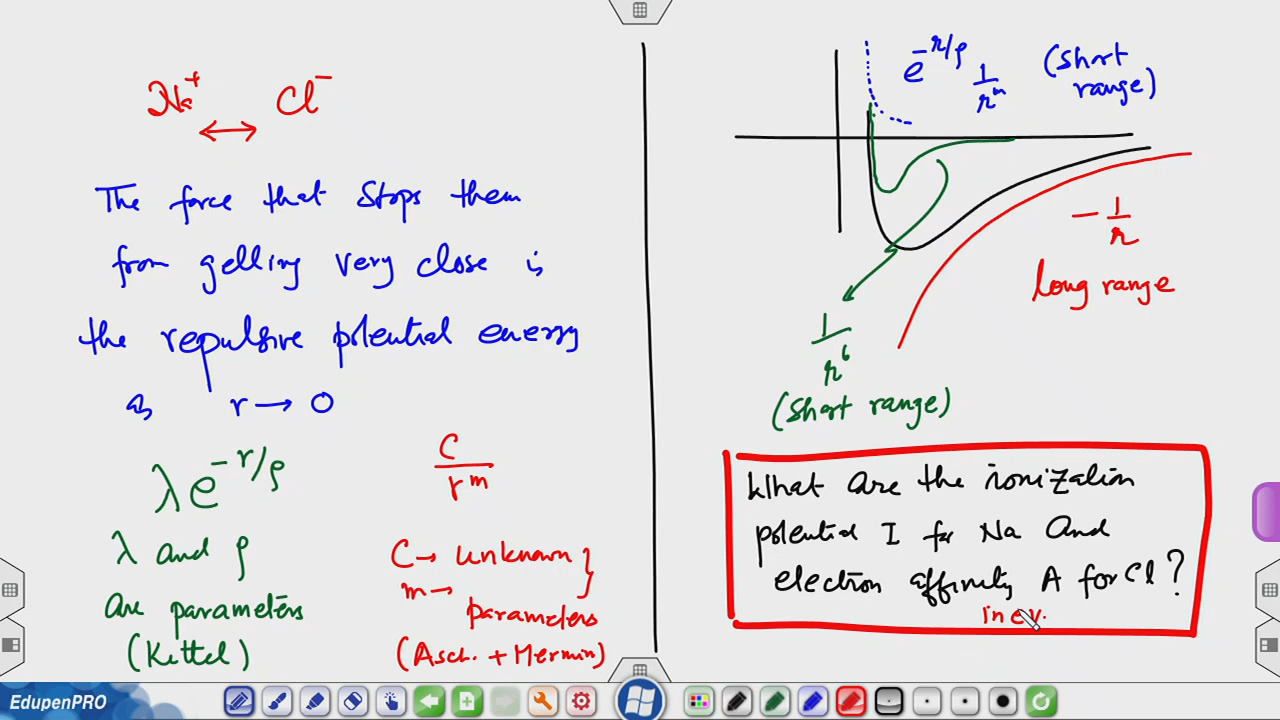 Na⁺ Cl⁻
The force that stops them
from getting very close is
the repulsive potential energy
as r → 0
λe^{-r/ρ}
λ and ρ
are parameters
(Kittel)
C/r^m
C → unknown
m →
parameters
(Asch. + Mermin)
e^{-r/ρ} 1/r^n (short
range)
-1/r
long range
1/r⁶
(short range)
What are the ionization
potential I for Na And
electron affinity A for Cl?
in ev.
EdupenPRO